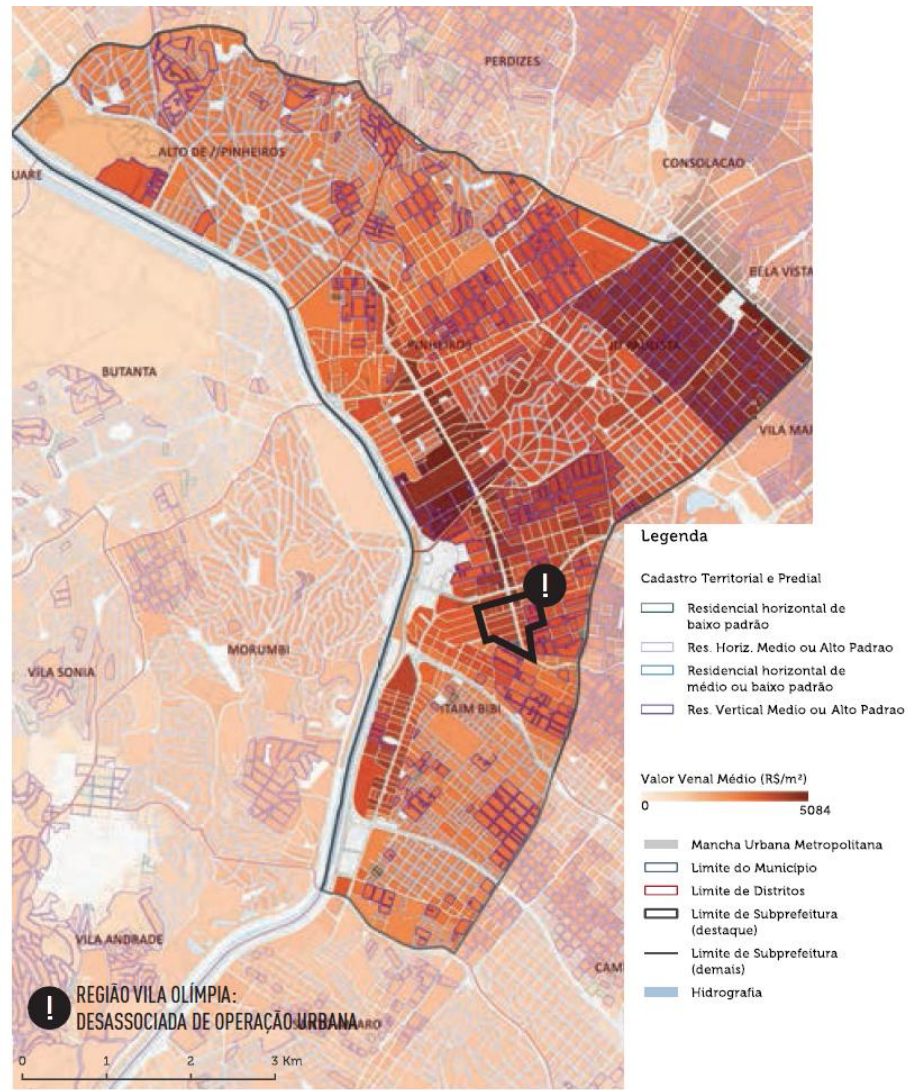 PERDIZES
ALTO DE //PINHEIROS
UARE
CONSOLACAO
BELA VISTA
PINHEIROS
JD PAULISTA
BUTANTA
VILA MAR
!
MORUMBI
VILA SONIA
ITAIM BIBI
VILA ANDRADE
CAM
!
REGIÃO VILA OLÍMPIA:
DESASSOCIADA DE OPERAÇÃO URBANA
0 1 2 3 Km
Legenda
Cadastro Territorial e Predial
Residencial horizontal de
baixo padrão
Res. Horiz. Medio ou Alto Padrao
Residencial horizontal de
médio ou baixo padrão
Res. Vertical Medio ou Alto Padrao
Valor Venal Médio (R$/m²)
0
5084
Mancha Urbana Metropolitana
Limite do Município
Limite de Distritos
Limite de Subprefeitura
(destaque)
Limite de Subprefeitura
(demais)
Hidrografia